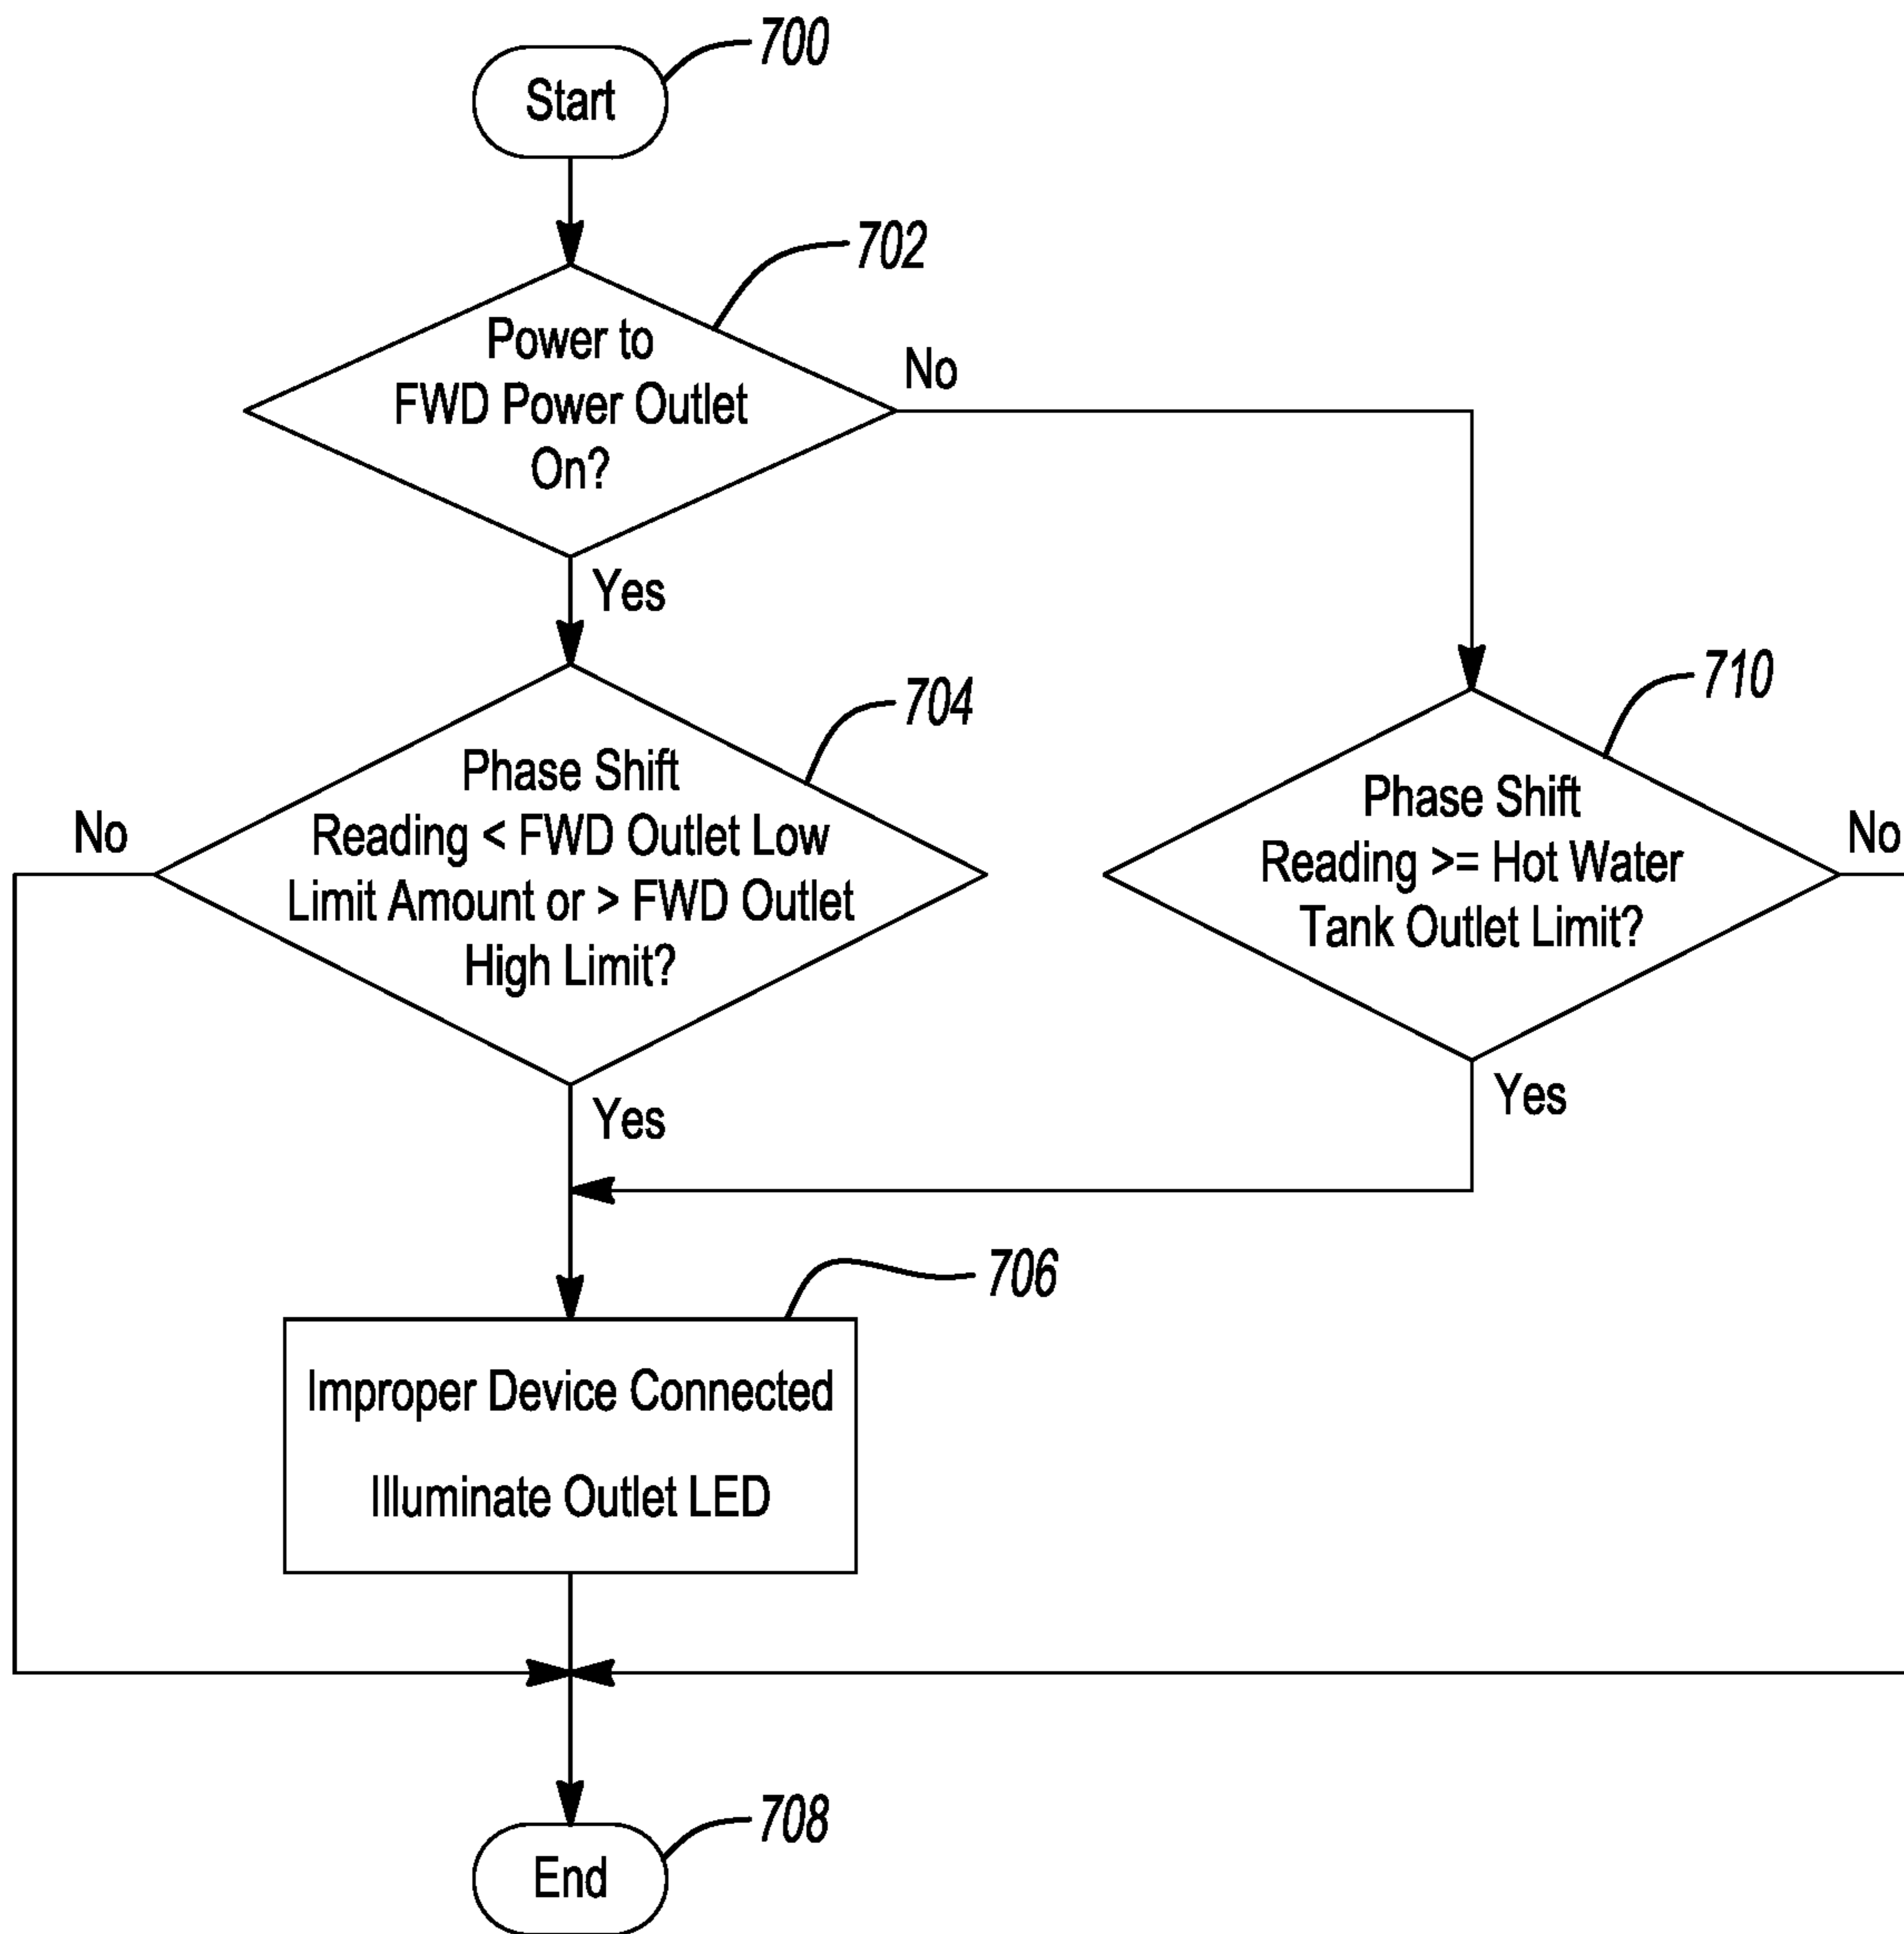 Start
700
702
Power to
FWD Power Outlet
On?
No
Yes
704
Phase Shift
Reading < FWD Outlet Low
Limit Amount or > FWD Outlet
High Limit?
No
Yes
710
Phase Shift
Reading >= Hot Water
Tank Outlet Limit?
No
Yes
706
Improper Device Connected
Illuminate Outlet LED
708
End